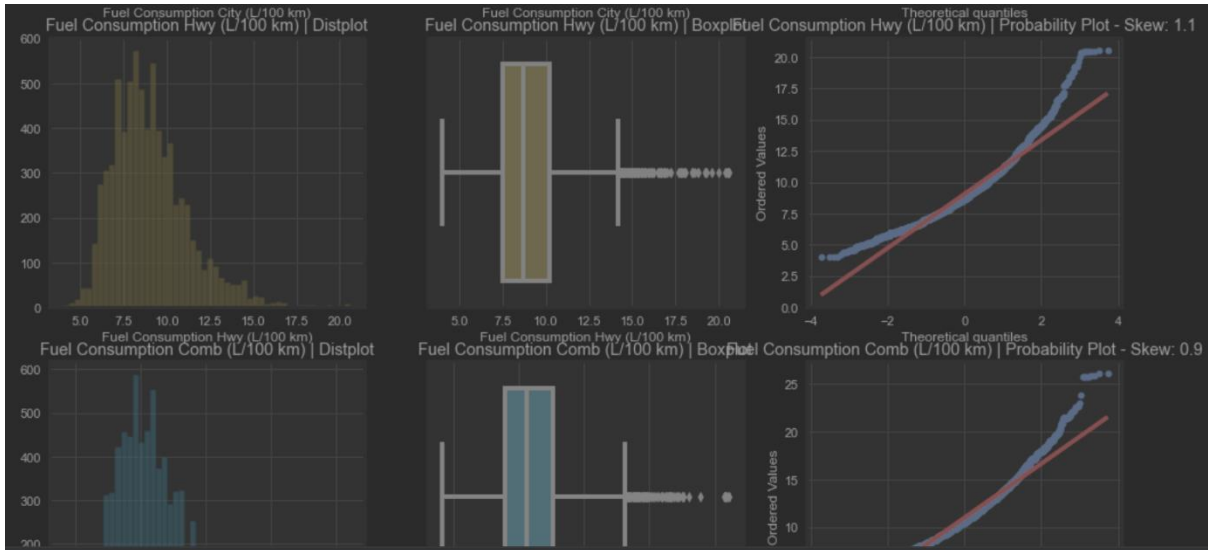 Fuel Consumption City (L/100 km)
Fuel Consumption City (L/100 km)
Theoretical quantiles
Fuel Consumption Hwy (L/100 km) | Distplot
Fuel Consumption Hwy (L/100 km) | Boxplot
Fuel Consumption Hwy (L/100 km) | Probability Plot - Skew: 1.1
600
500
400
300
200
100
0
5.0 7.5 10.0 12.5 15.0 17.5 20.0
5.0 7.5 10.0 12.5 15.0 17.5 20.0
Ordered Values
20.0
17.5
15.0
12.5
10.0
7.5
5.0
2.5
0.0
−4 −2 0 2 4
Fuel Consumption Hwy (L/100 km)
Fuel Consumption Hwy (L/100 km)
Theoretical quantiles
Fuel Consumption Comb (L/100 km) | Distplot
Fuel Consumption Comb (L/100 km) | Boxplot
Fuel Consumption Comb (L/100 km) | Probability Plot - Skew: 0.9
600
500
400
300
200
Ordered Values
25
20
15
10